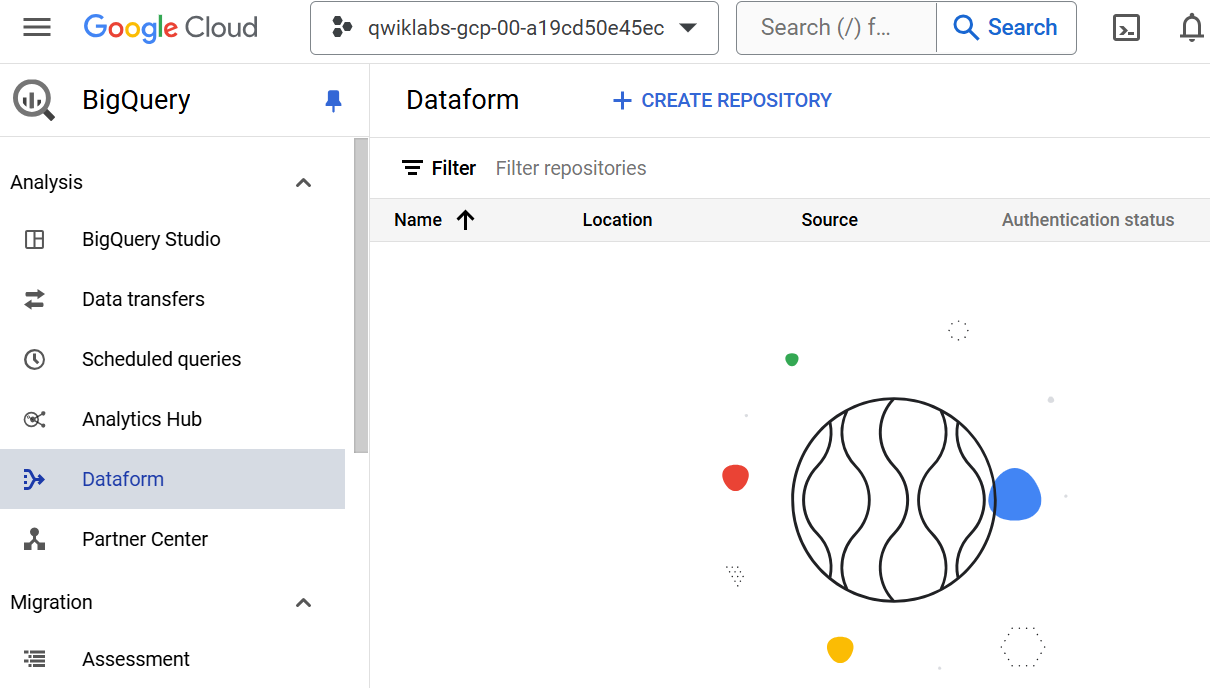 Google Cloud
qwiklabs-gcp-00-a19cd50e45ec
Search (/) f...
Search
BigQuery
Dataform
CREATE REPOSITORY
Analysis
BigQuery Studio
Data transfers
Scheduled queries
Analytics Hub
Dataform
Partner Center
Migration
Assessment
Filter Filter repositories
Name Location Source Authentication status